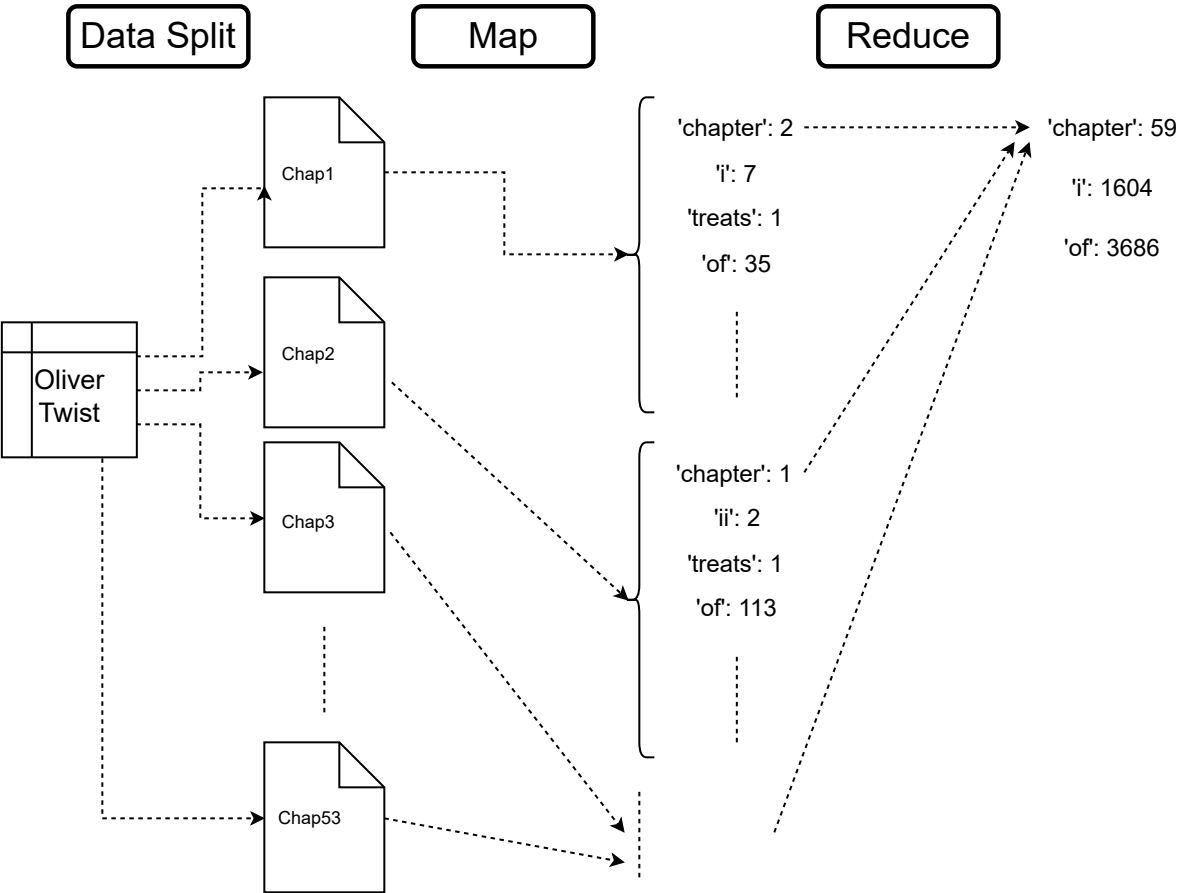 Data Split
Map
Reduce
Chap1
Chap2
Oliver
Twist
Chap3
Chap53
'chapter': 2
'i': 7
'treats': 1
'of': 35
'chapter': 1
'ii': 2
'treats': 1
'of': 113
'chapter': 59
'i': 1604
'of': 3686